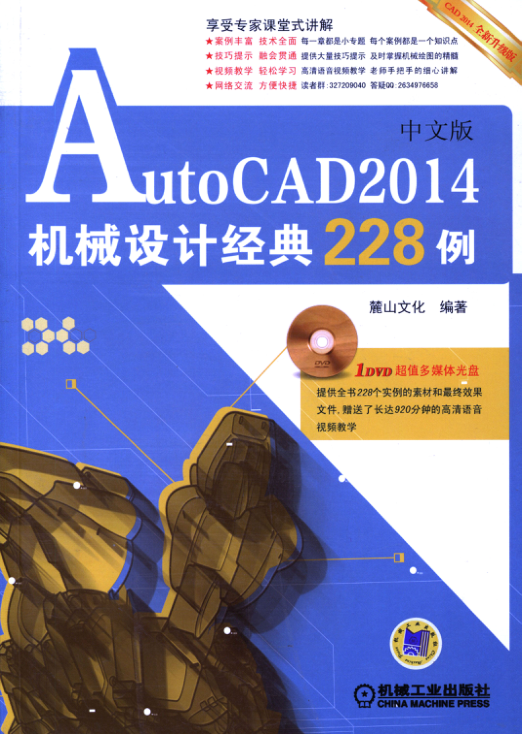 CAD 2014 全新升级版
享受专家课堂式讲解
★案例丰富 技术全面 每一章都是小专题 每个案例都是一个知识点
★技巧提示 融会贯通 提供大量技巧提示 及时掌握机械绘图的精髓
★视频教学 轻松学习 高清语音视频教学 老师手把手的细心讲解
★网络交流 方便快捷 读者群:327209040 答疑QQ:2634976658
中文版
AutoCAD2014
机械设计经典228例
麓山文化 编著
DVD
1DVD 超值多媒体光盘
提供全书228个实例的素材和最终效果
文件,赠送了长达920分钟的高清语音
视频教学
机械工业出版社
CHINA MACHINE PRESS